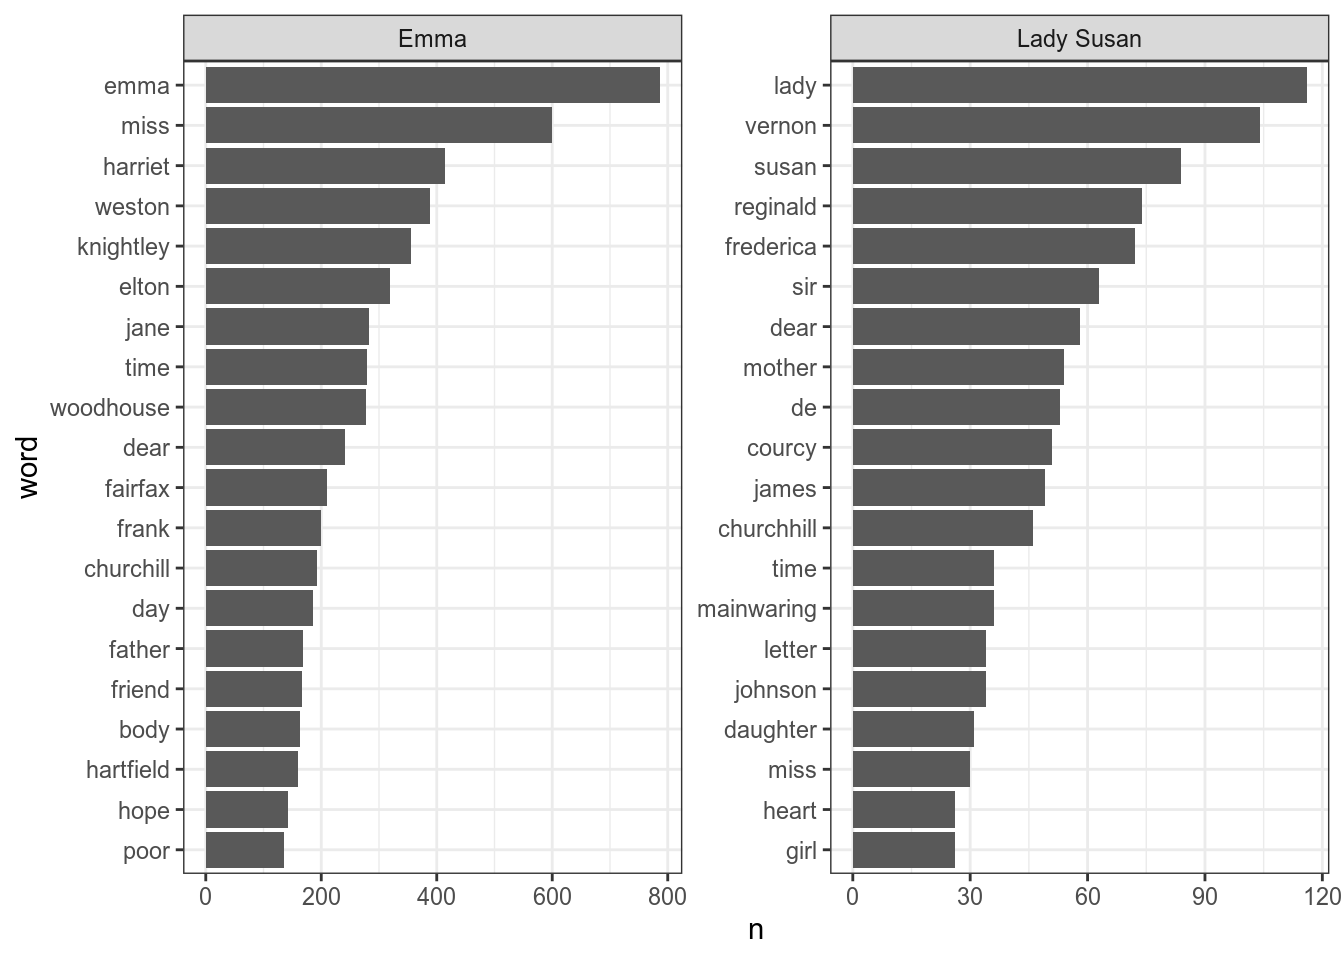 Emma
emma
miss
harriet
weston
knightley
elton
jane
time
woodhouse
dear
fairfax
frank
churchill
day
father
friend
body
hartfield
hope
poor
0 200 400 600 800
Lady Susan
lady
vernon
susan
reginald
frederica
sir
dear
mother
de
courcy
james
churchhill
time
mainwaring
letter
johnson
daughter
miss
heart
girl
0 30 60 90 120
word
n